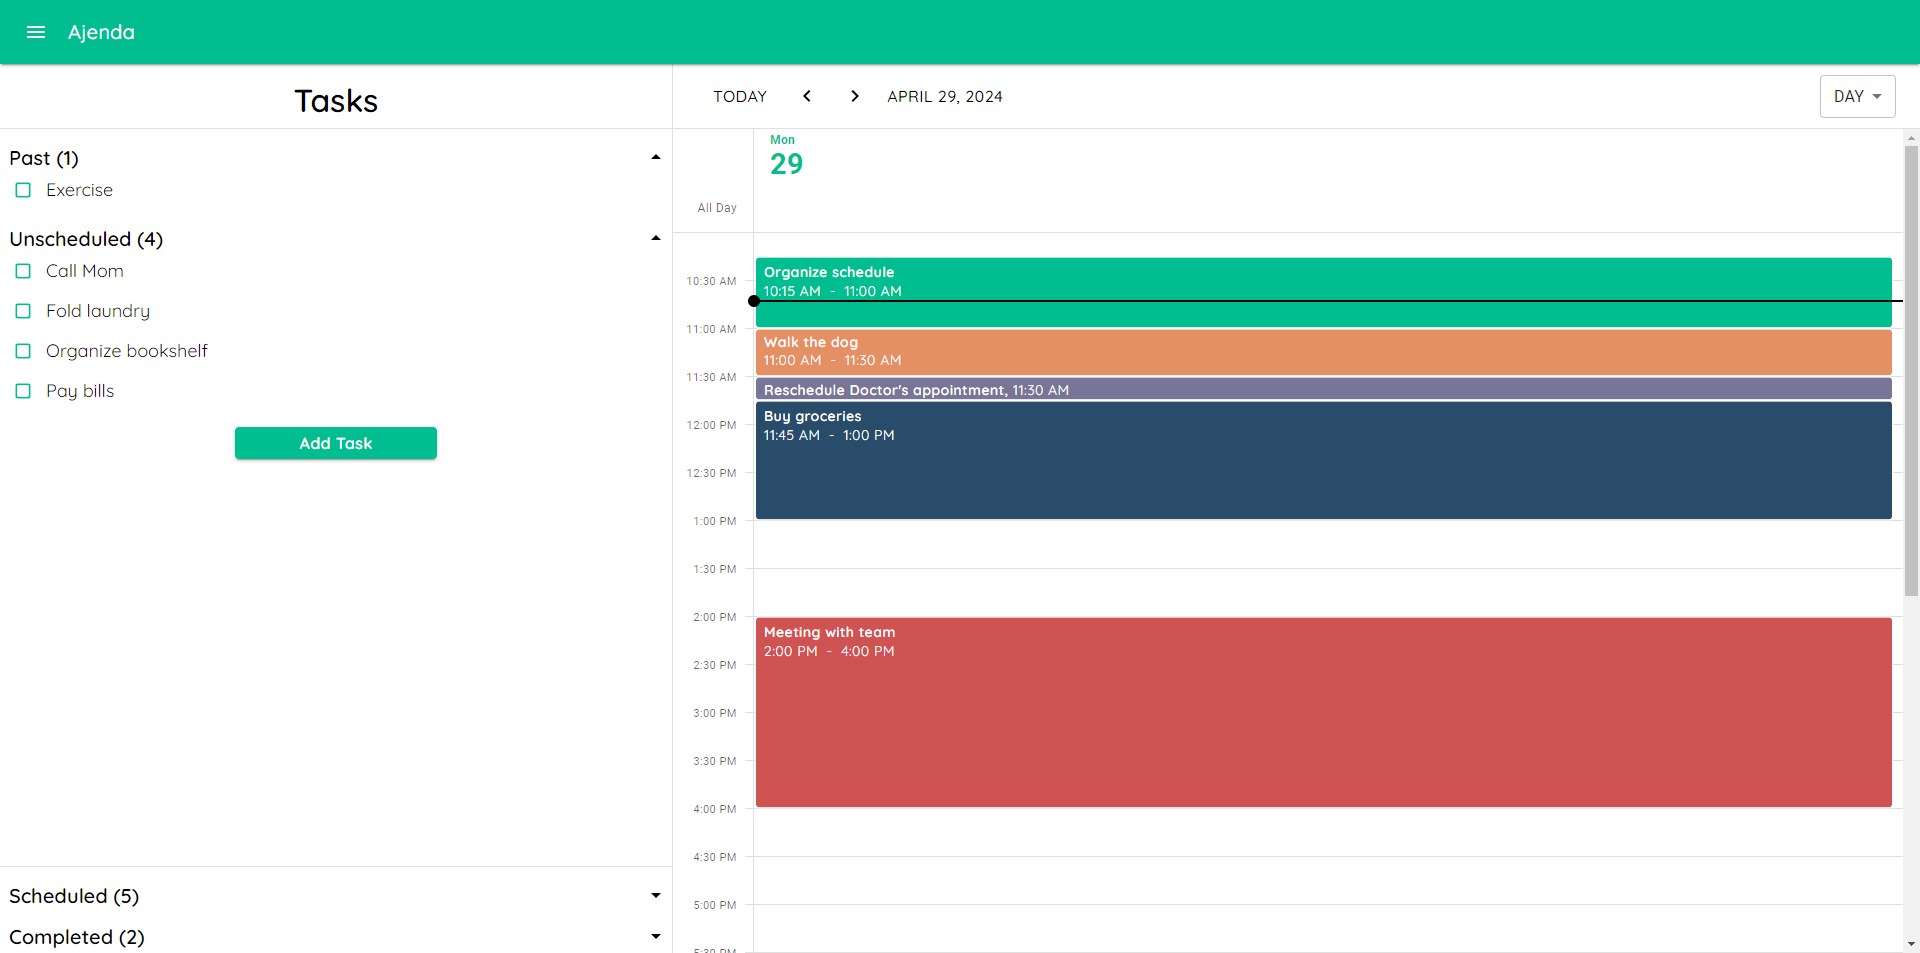 Ajenda
Tasks
Past (1)
Exercise
Unscheduled (4)
Call Mom
Fold laundry
Organize bookshelf
Pay bills
Add Task
Scheduled (5)
Completed (2)
TODAY
APRIL 29, 2024
DAY
Mon
29
All Day
Organize schedule
10:15 AM - 11:00 AM
10:30 AM
11:00 AM
Walk the dog
11:00 AM - 11:30 AM
11:30 AM
Reschedule Doctor's appointment, 11:30 AM
Buy groceries
11:45 AM - 1:00 PM
12:00 PM
12:30 PM
1:00 PM
1:30 PM
2:00 PM
Meeting with team
2:00 PM - 4:00 PM
2:30 PM
3:00 PM
3:30 PM
4:00 PM
4:30 PM
5:00 PM
5:30 PM